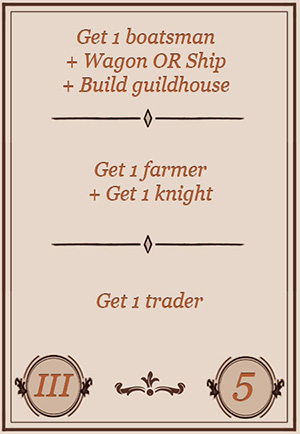 Get 1 boatsman
+ Wagon OR Ship
+ Build guildhouse
Get 1 farmer
+ Get 1 knight
Get 1 trader
III
5